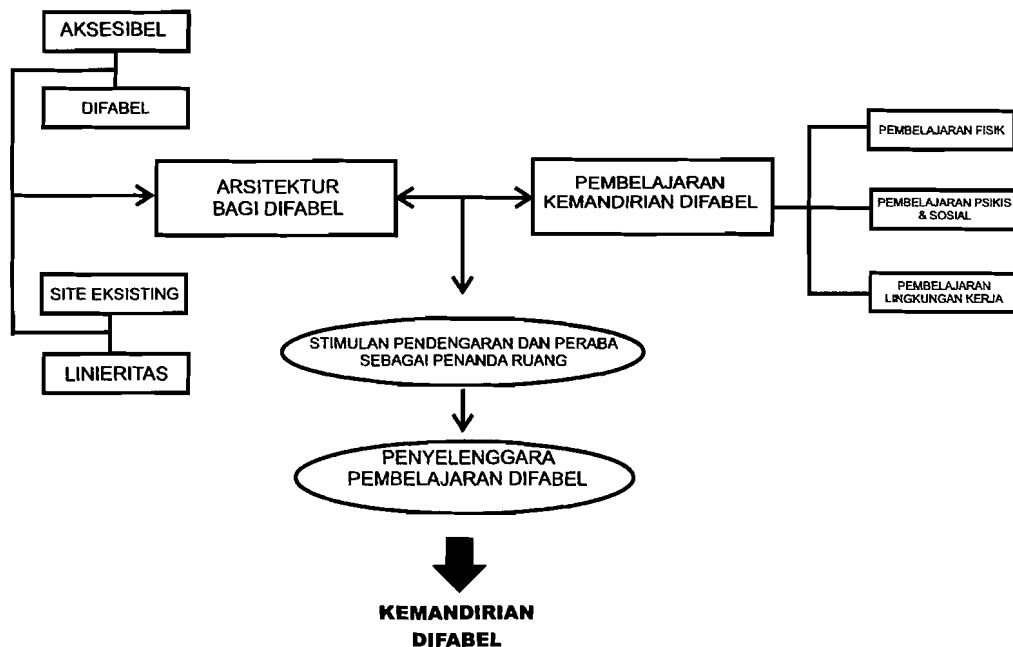 AKSESIBEL
DIFABEL
ARSITEKTUR
BAGI DIFABEL
SITE EKSISTING
LINIERITAS
PEMBELAJARAN
KEMANDIRIAN DIFABEL
PEMBELAJARAN FISIK
PEMBELAJARAN PSIKIS
& SOSIAL
PEMBELAJARAN
LINGKUNGAN KERJA
STIMULAN PENDENGARAN DAN PERABA
SEBAGAI PENANDA RUANG
PENYELENGGARA
PEMBELAJARAN DIFABEL
KEMANDIRIAN
DIFABEL